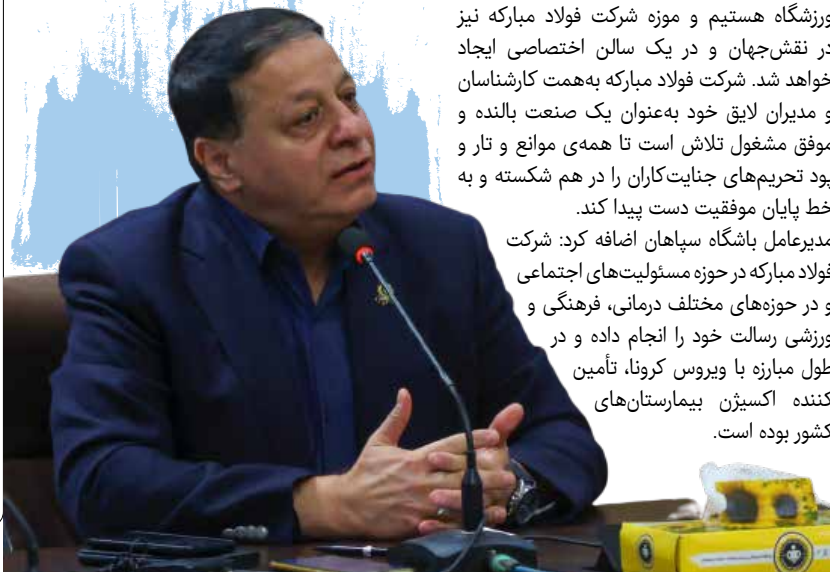 ورزشگاه هستیم و موزه شرکت فولاد مبارکه نیز
در نقش‌جهان و در یک سالن اختصاصی ایجاد
خواهد شد. شرکت فولاد مبارکه به‌همت کارشناسان
و مدیران لایق خود به‌عنوان یک صنعت بالنده و
موفق مشغول تلاش است تا همه‌ی موانع و تار و
پود تحریم‌های جنایت‌کاران را در هم شکسته و به
خط پایان موفقیت دست پیدا کند.
مدیرعامل باشگاه سپاهان اضافه کرد: شرکت
فولاد مبارکه در حوزه مسئولیت‌های اجتماعی
و در حوزه‌های مختلف درمانی، فرهنگی و
ورزشی رسالت خود را انجام داده و در
طول مبارزه با ویروس کرونا، تأمین
کننده اکسیژن بیمارستان‌های
کشور بوده است.